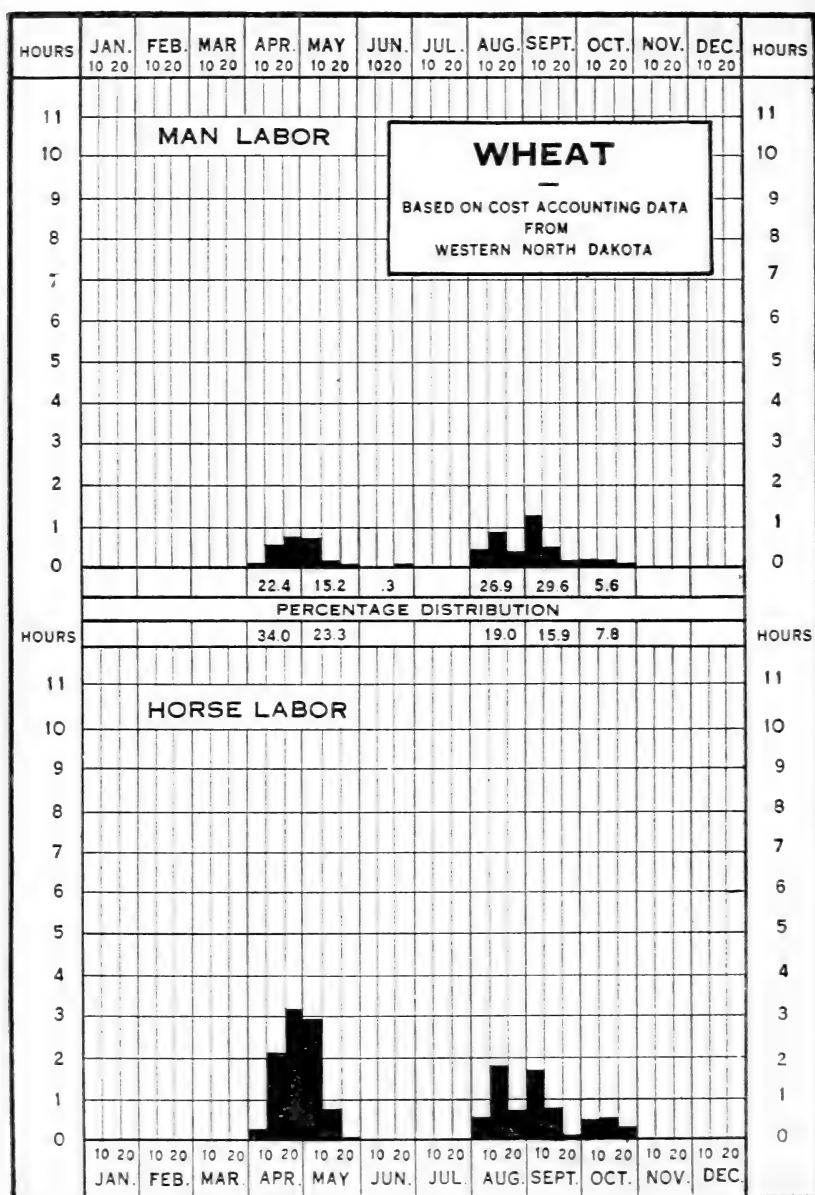 HOURS JAN. FEB. MAR APR. MAY JUN. JUL. AUG. SEPT. OCT. NOV. DEC. HOURS
10 20 10 20 10 20 10 20 10 20 1020 10 20 10 20 10 20 10 20 10 20 10 20
11 11
MAN LABOR
10 10
WHEAT
9 9
BASED ON COST ACCOUNTING DATA
FROM
8 8
WESTERN NORTH DAKOTA
7 7
6 6
5 5
4 4
3 3
2 2
1 1
0 0
22.4 15.2 .3 26.9 29.6 5.6
PERCENTAGE DISTRIBUTION
HOURS 34.0 23.3 19.0 15.9 7.8 HOURS
11 11
HORSE LABOR
10 10
9 9
8 8
7 7
6 6
5 5
4 4
3 3
2 2
1 1
0 0
10 20 10 20 10 20 10 20 10 20 10 20 10 20 10 20 10 20 10 20 10 20 10 20
JAN. FEB. MAR. APR. MAY JUN. JUL. AUG. SEPT. OCT. NOV. DEC.